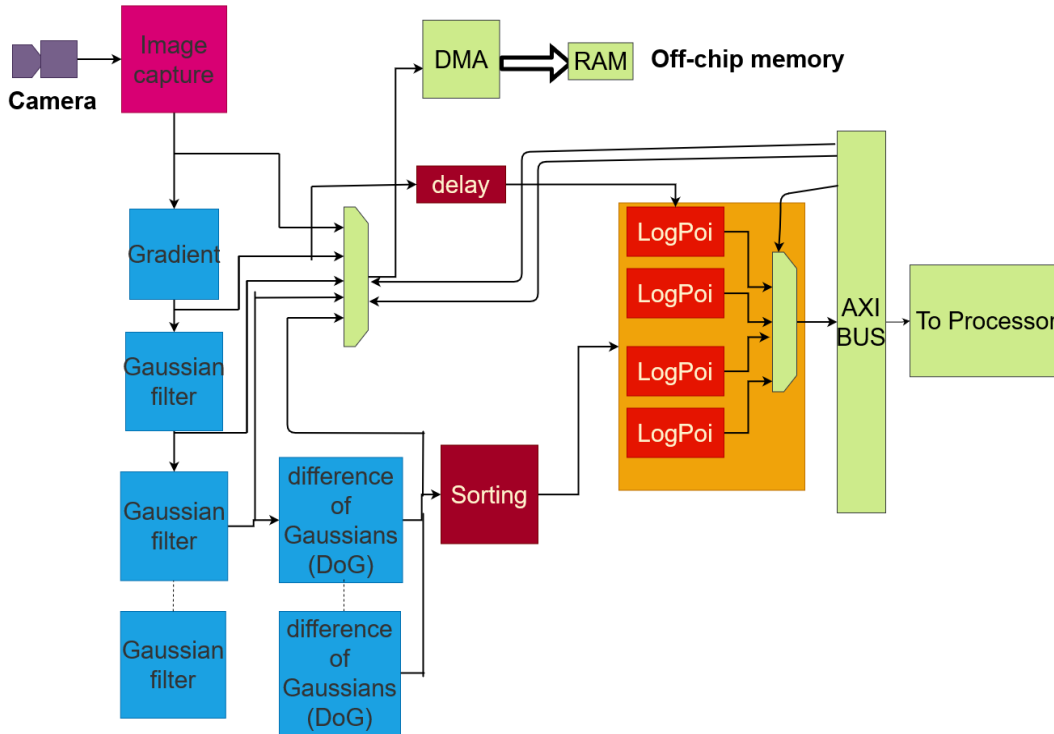 Image
capture
Camera
DMA
RAM
Off-chip memory
delay
Gradient
LogPoi
LogPoi
LogPoi
LogPoi
AXI
BUS
To Processor
Gaussian
filter
Gaussian
filter
difference
of
Gaussians
(DoG)
Sorting
Gaussian
filter
difference
of
Gaussians
(DoG)